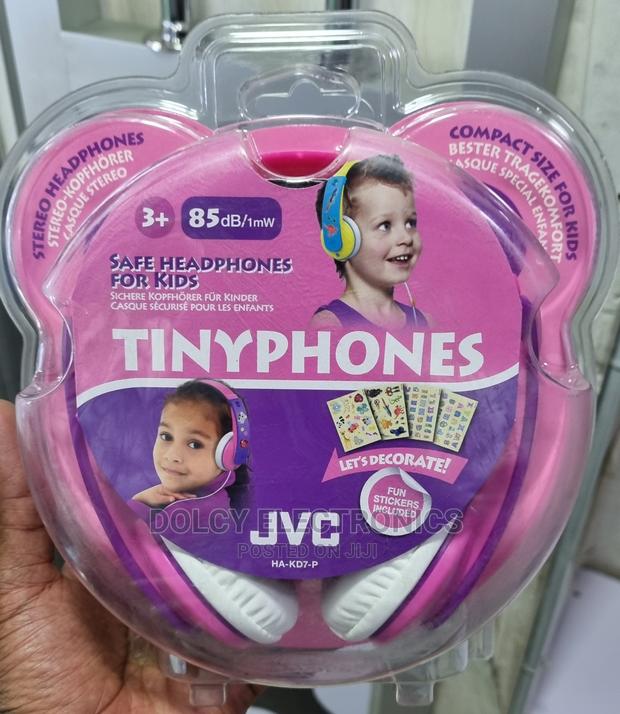 STEREO HEADPHONES
STEREO-KOPFHÖRER
CASQUE STEREO
COMPACT SIZE FOR KIDS
BESTER TRAGEKOMFORT
CASQUE SPECIAL ENFANT
3+
85dB/1mW
SAFE HEADPHONES
FOR KIDS
SICHERE KOPFHÖRER FÜR KINDER
CASQUE SÉCURISÉ POUR LES ENFANTS
TINYPHONES
LET'S DECORATE!
FUN
STICKERS
INCLUDED
DOLCY ELECTRONICS
JVC
POSTED ON JIJI
HA-KD7-P